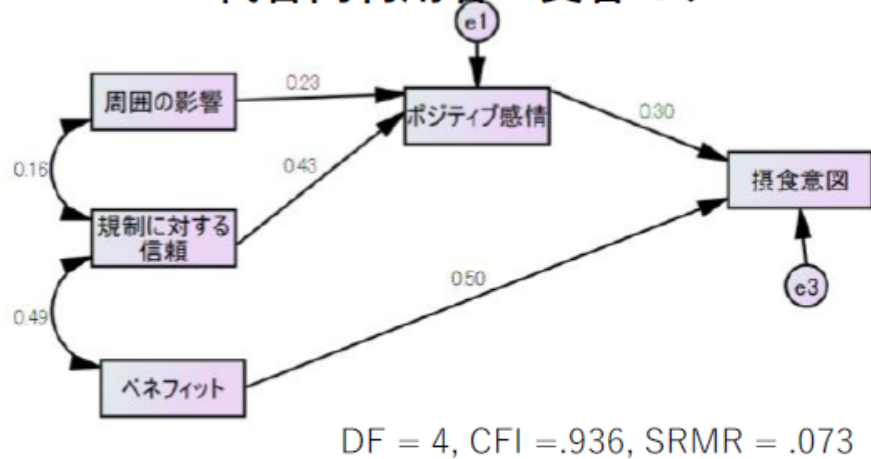 e1
周囲の影響
0.23
ポジティブ感情
0.30
0.16
0.43
摂食意図
規制に対する
信頼
0.50
e3
0.49
ベネフィット
DF = 4, CFI =.936, SRMR = .073